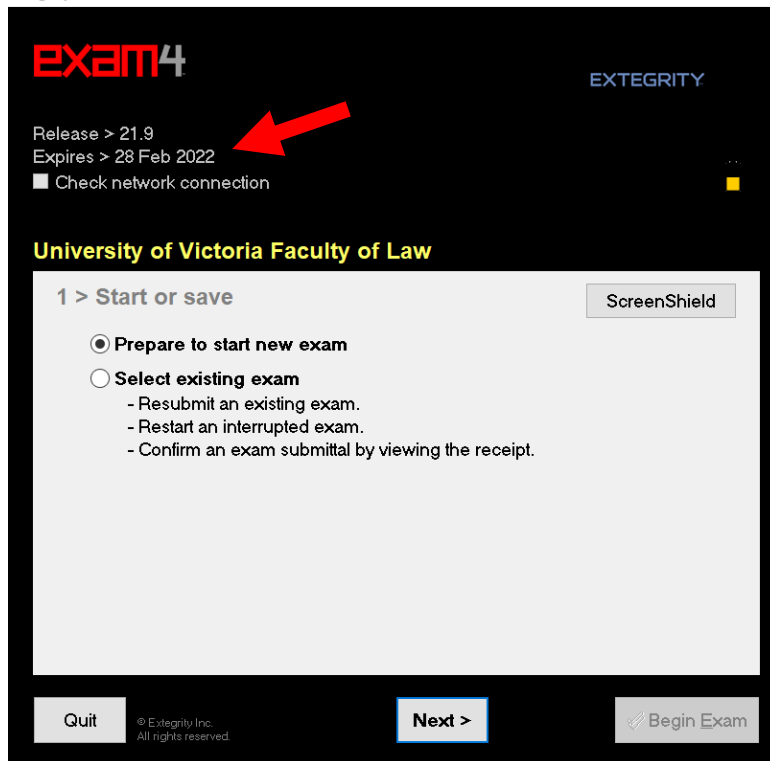 exam4
EXTEGRITY
Release > 21.9
Expires > 28 Feb 2022
Check network connection
University of Victoria Faculty of Law
1 > Start or save
ScreenShield
Prepare to start new exam
Select existing exam
- Resubmit an existing exam.
- Restart an interrupted exam.
- Confirm an exam submittal by viewing the receipt.
Quit
© Extegrity Inc.
All rights reserved.
Next >
Begin Exam